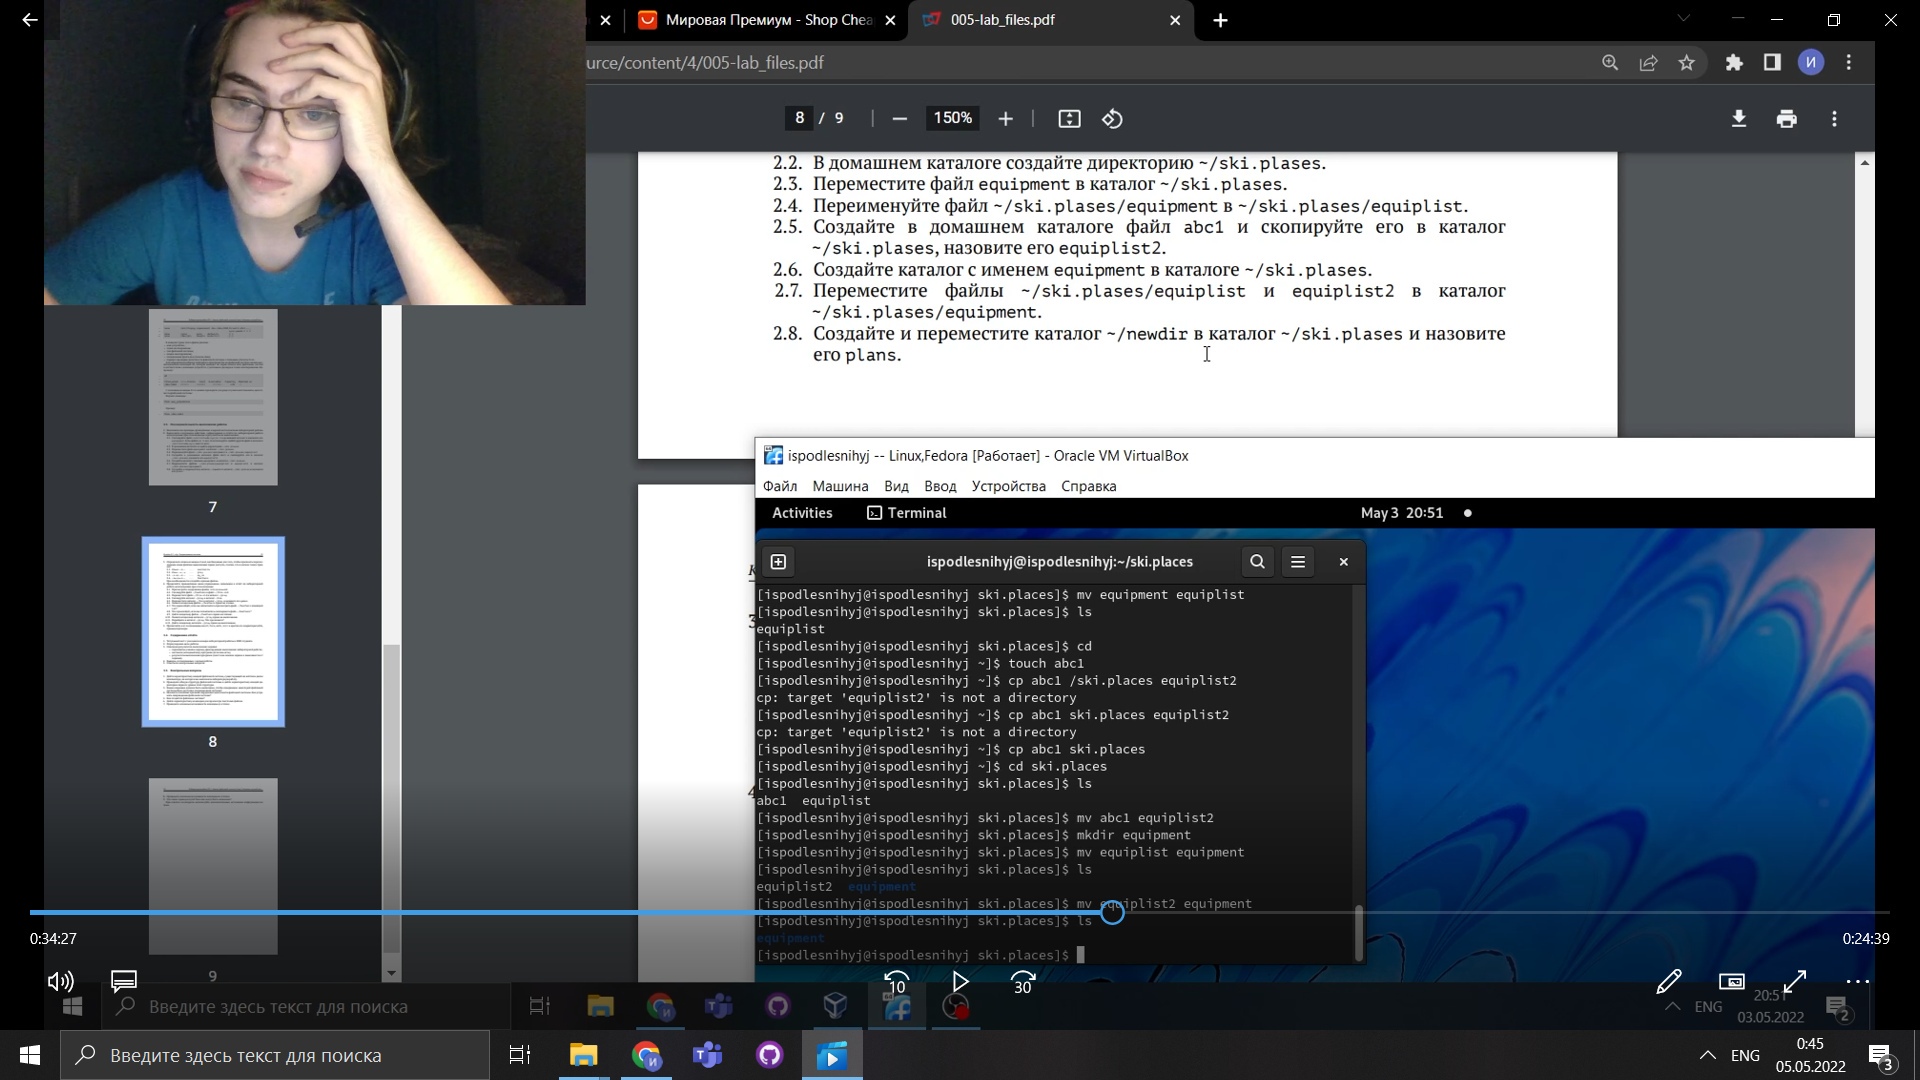 Мировая Премиум - Shop Chea
005-lab_files.pdf
urce/content/4/005-lab_files.pdf
И
8 / 9
150%
2.2. В домашнем каталоге создайте директорию ~/ski.plases.
2.3. Переместите файл equipment в каталог ~/ski.plases.
2.4. Переименуйте файл ~/ski.plases/equipment в ~/ski.plases/equiplist.
2.5. Создайте в домашнем каталоге файл abc1 и скопируйте его в каталог
~/ski.plases, назовите его equiplist2.
2.6. Создайте каталог с именем equipment в каталоге ~/ski.plases.
2.7. Переместите файлы ~/ski.plases/equiplist и equiplist2 в каталог
~/ski.plases/equipment.
2.8. Создайте и переместите каталог ~/newdir в каталог ~/ski.plases и назовите
его plans.
7
8
9
ispodlesnihyj -- Linux,Fedora [Работает] - Oracle VM VirtualBox
Файл Машина Вид Ввод Устройства Справка
Activities Terminal May 3 20:51
ispodlesnihyj@ispodlesnihyj:~/ski.places
[ispodlesnihyj@ispodlesnihyj ski.places]$ mv equipment equiplist
[ispodlesnihyj@ispodlesnihyj ski.places]$ ls
equiplist
[ispodlesnihyj@ispodlesnihyj ski.places]$ cd
[ispodlesnihyj@ispodlesnihyj ~]$ touch abc1
[ispodlesnihyj@ispodlesnihyj ~]$ cp abc1 /ski.places equiplist2
cp: target 'equiplist2' is not a directory
[ispodlesnihyj@ispodlesnihyj ~]$ cp abc1 ski.places equiplist2
cp: target 'equiplist2' is not a directory
[ispodlesnihyj@ispodlesnihyj ~]$ cp abc1 ski.places
[ispodlesnihyj@ispodlesnihyj ~]$ cd ski.places
[ispodlesnihyj@ispodlesnihyj ski.places]$ ls
abc1 equiplist
[ispodlesnihyj@ispodlesnihyj ski.places]$ mv abc1 equiplist2
[ispodlesnihyj@ispodlesnihyj ski.places]$ mkdir equipment
[ispodlesnihyj@ispodlesnihyj ski.places]$ mv equiplist equipment
[ispodlesnihyj@ispodlesnihyj ski.places]$ ls
equiplist2 equipment
[ispodlesnihyj@ispodlesnihyj ski.places]$ mv equiplist2 equipment
[ispodlesnihyj@ispodlesnihyj ski.places]$ ls
equipment
[ispodlesnihyj@ispodlesnihyj ski.places]$
0:34:27
0:24:39
10
30
Введите здесь текст для поиска
ENG
20:51
03.05.2022
2
Введите здесь текст для поиска
ENG
0:45
05.05.2022
3